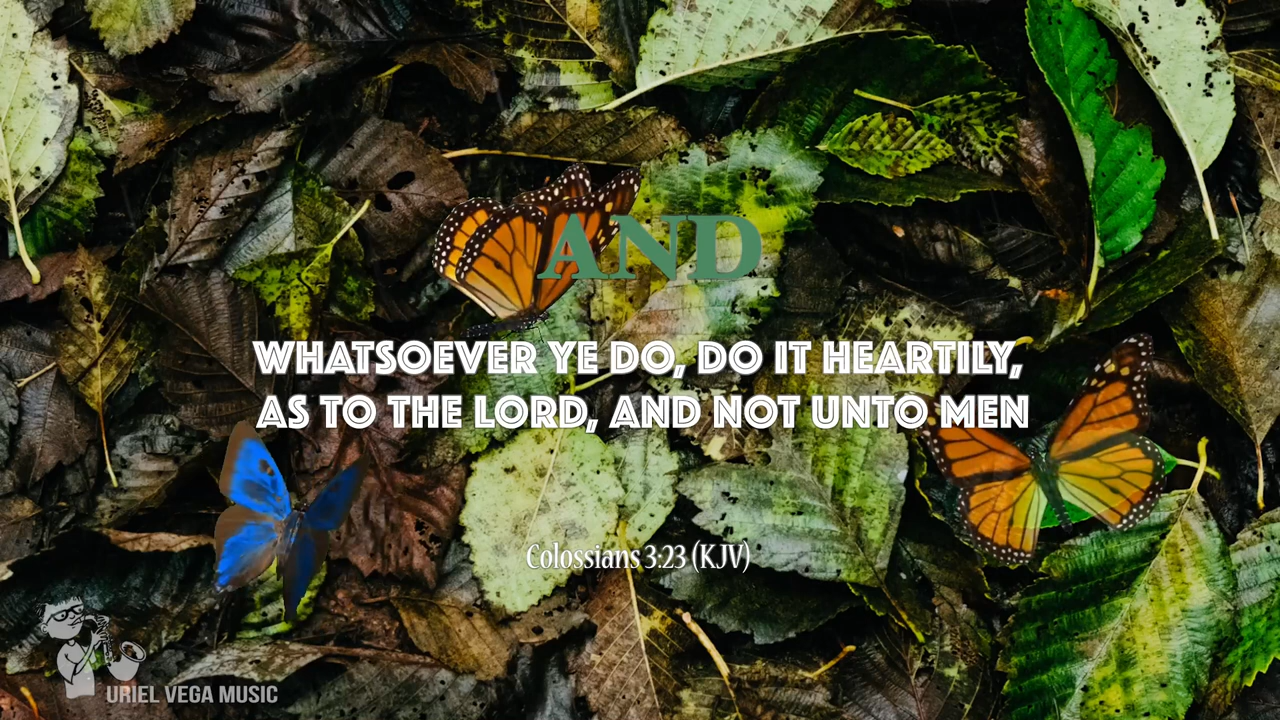 AND
WHATSOEVER YE DO, DO IT HEARTILY,
AS TO THE LORD, AND NOT UNTO MEN
Colossians 3:23 (KJV)
URIEL VEGA MUSIC